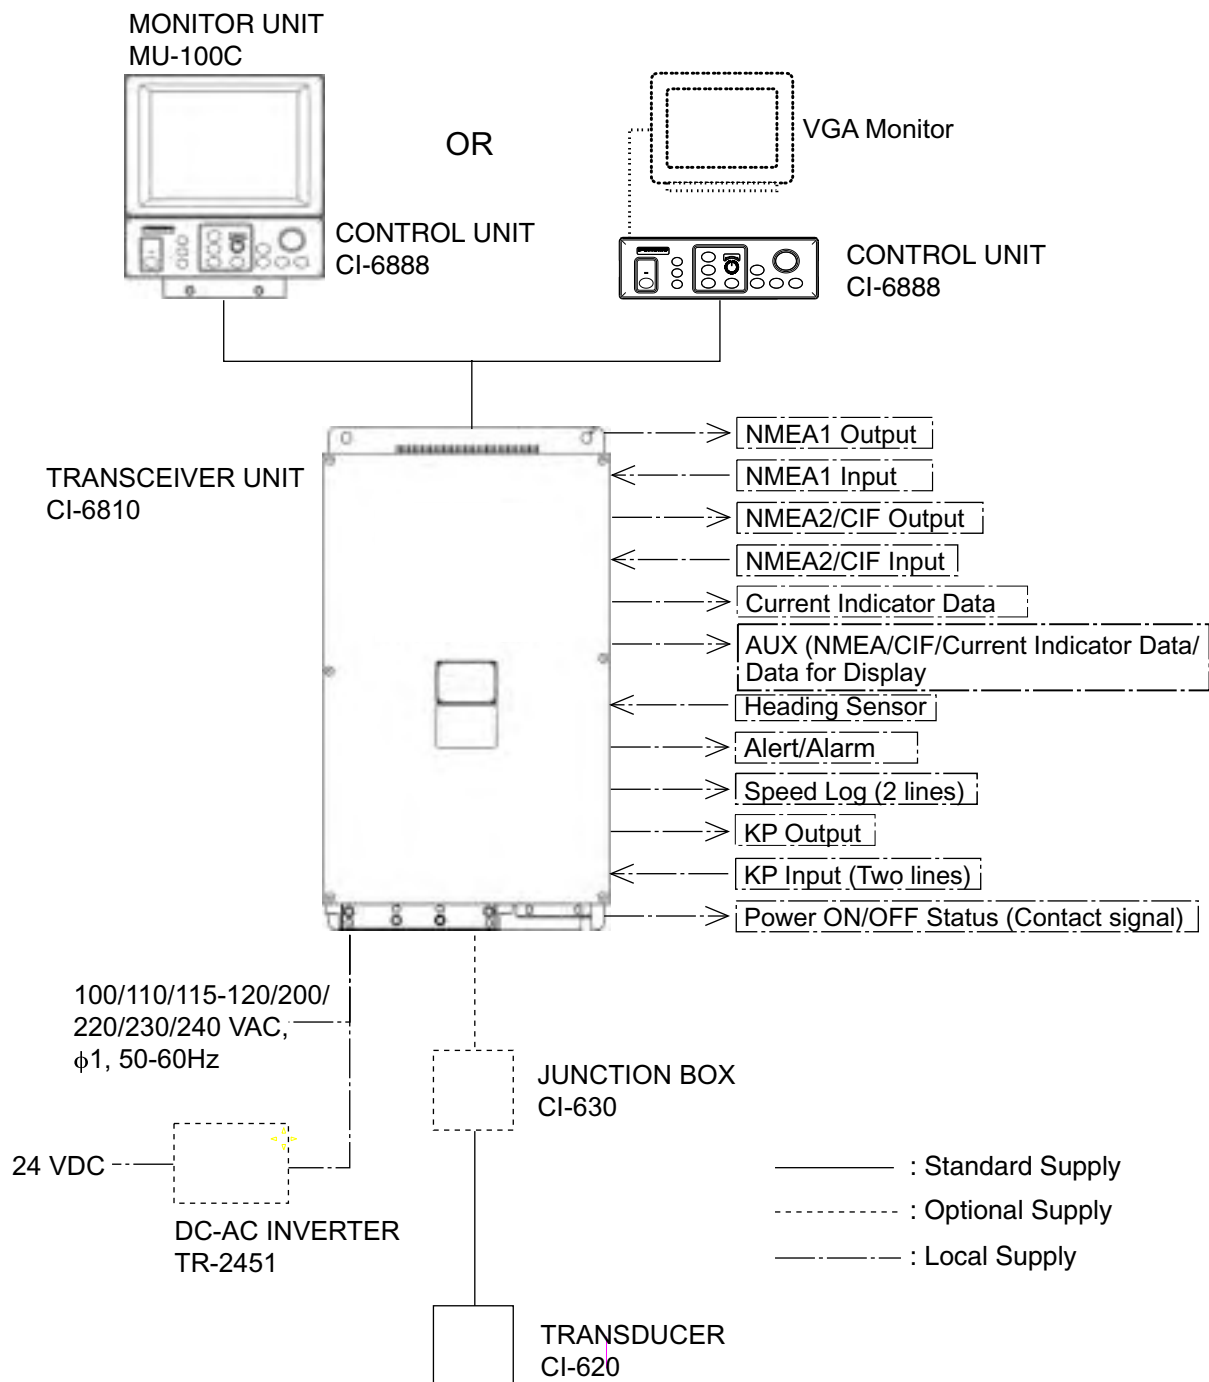 MONITOR UNIT
MU-100C
OR
VGA Monitor
CONTROL UNIT
CI-6888
CONTROL UNIT
CI-6888
TRANSCEIVER UNIT
CI-6810
NMEA1 Output
NMEA1 Input
NMEA2/CIF Output
NMEA2/CIF Input
Current Indicator Data
AUX (NMEA/CIF/Current Indicator Data/
Data for Display
Heading Sensor
Alert/Alarm
Speed Log (2 lines)
KP Output
KP Input (Two lines)
Power ON/OFF Status (Contact signal)
100/110/115-120/200/
220/230/240 VAC,
ϕ1, 50-60Hz
JUNCTION BOX
CI-630
24 VDC
DC-AC INVERTER
TR-2451
: Standard Supply
: Optional Supply
: Local Supply
TRANSDUCER
CI-620